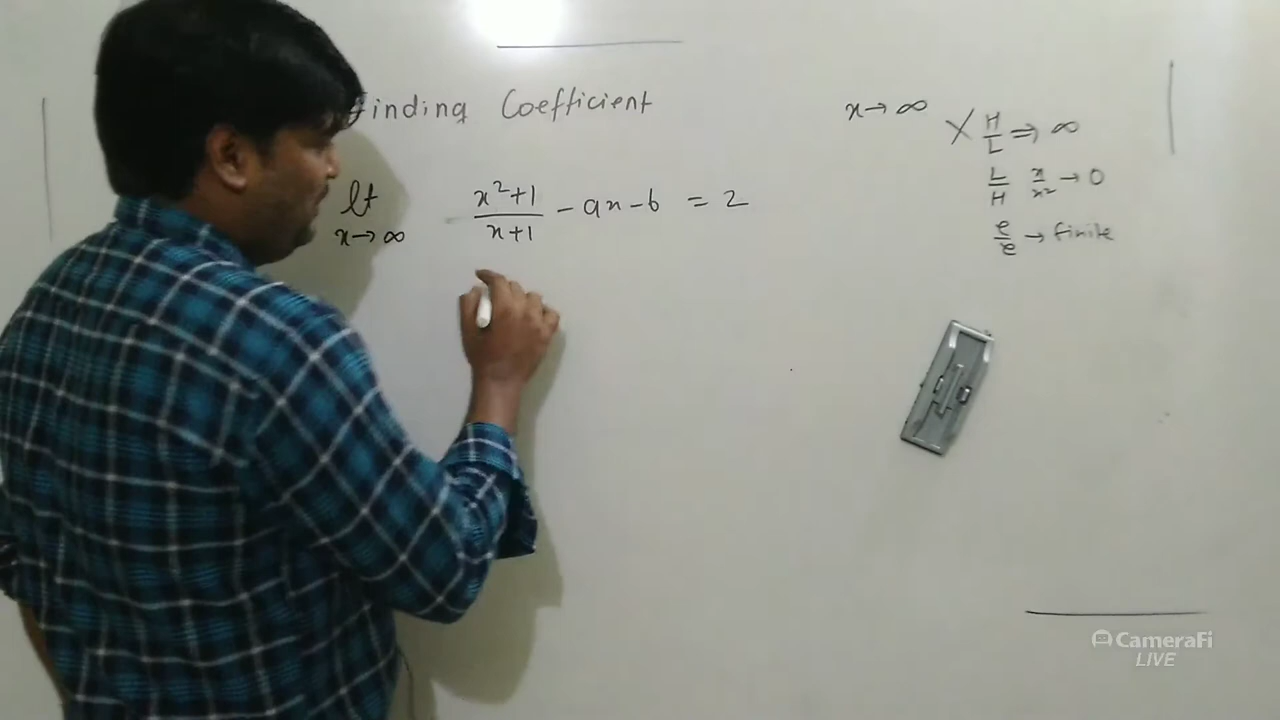 finding Coefficient
lt x→∞ x²+1/x+1 - ax - b = 2
x→∞
X H/L ⇒ ∞
L/H x/x² → 0
e/e → finite
CameraFi
LIVE